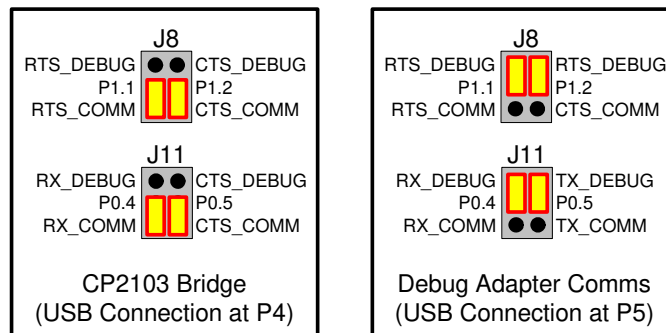 J8
RTS_DEBUG CTS_DEBUG
P1.1 P1.2
RTS_COMM CTS_COMM
J11
RX_DEBUG CTS_DEBUG
P0.4 P0.5
RX_COMM CTS_COMM
CP2103 Bridge
(USB Connection at P4)
J8
RTS_DEBUG RTS_DEBUG
P1.1 P1.2
RTS_COMM CTS_COMM
J11
RX_DEBUG TX_DEBUG
P0.4 P0.5
RX_COMM TX_COMM
Debug Adapter Comms
(USB Connection at P5)